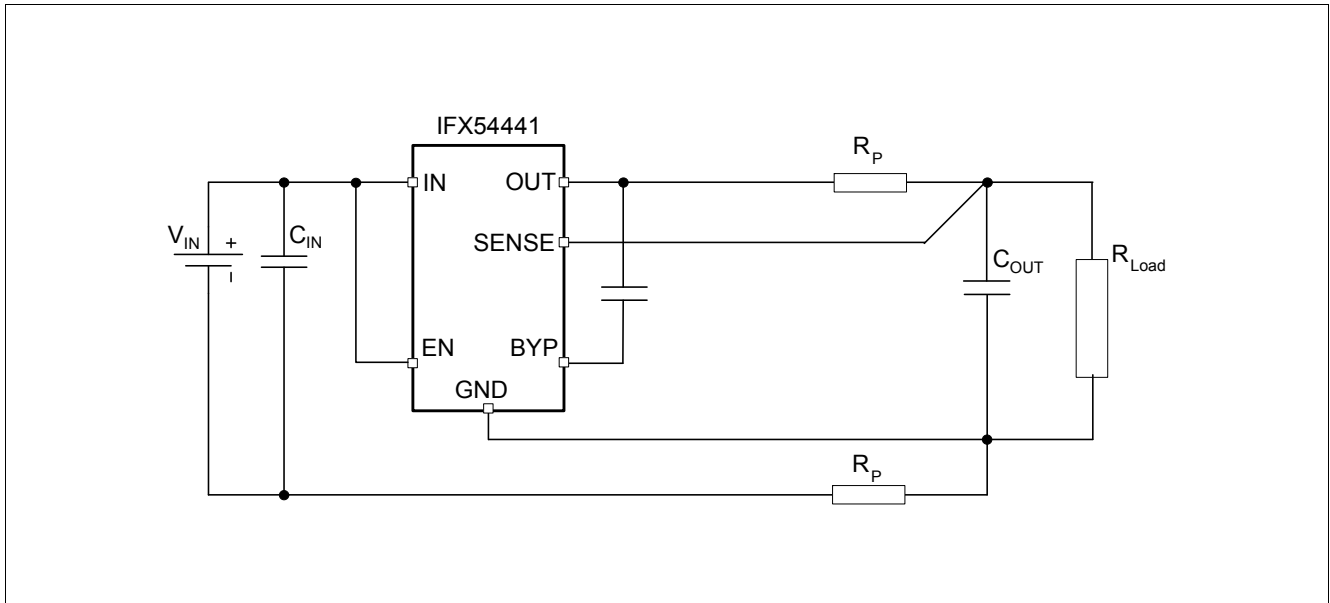 IFX54441
R_P
IN
OUT
V_IN
+
-
C_IN
SENSE
C_OUT
R_Load
EN
BYP
GND
R_P